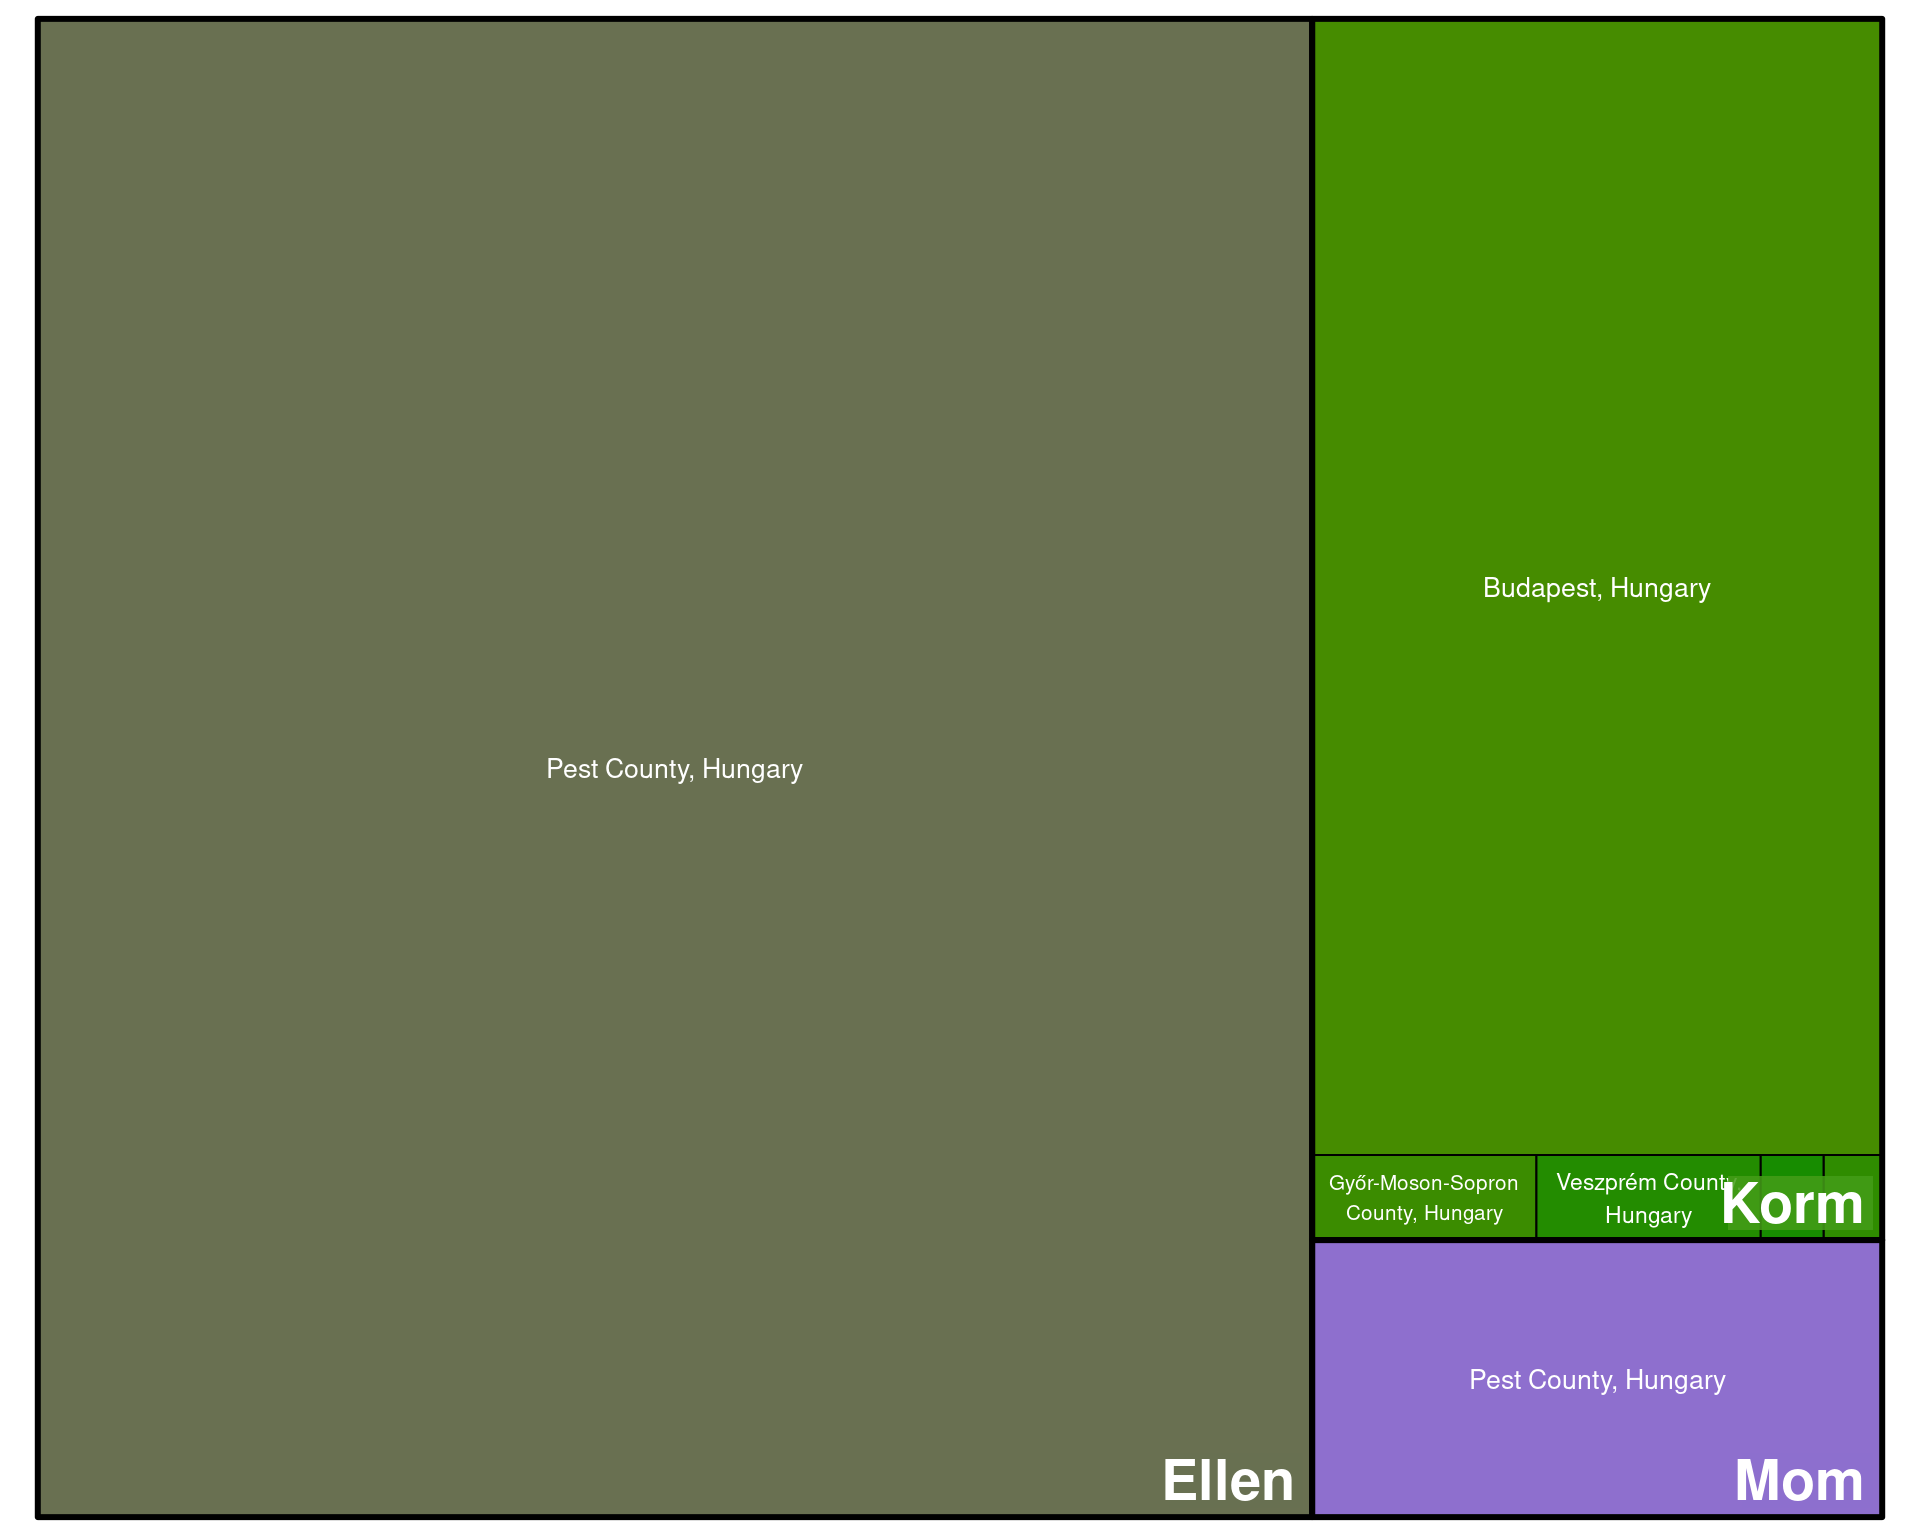 Pest County, Hungary
Ellen
Budapest, Hungary
Győr-Moson-Sopron
County, Hungary
Veszprém County,
Hungary
Korm
Pest County, Hungary
Mom